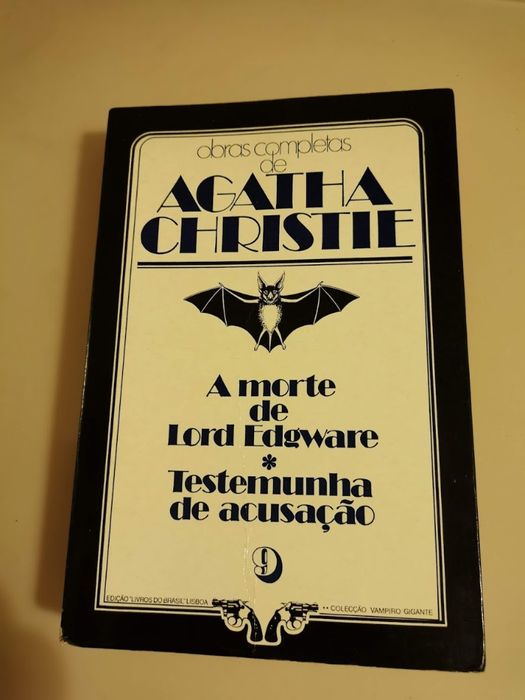 obras completas
de
AGATHA
CHRISTIE
A morte
de
Lord Edgware
*
Testemunha
de acusação
9
EDIÇÃO "LIVROS DO BRASIL" LISBOA
•• COLECÇÃO VAMPIRO GIGANTE